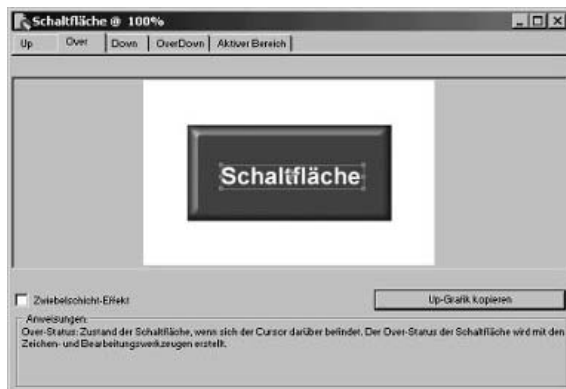 Schaltfläche @ 100%
Up Over Down OverDown Aktiver Bereich
Schaltfläche
Zwiebelschicht-Effekt Up-Grafik kopieren
Anweisungen:
Over-Status: Zustand der Schaltfläche, wenn sich der Cursor darüber befindet. Der Over-Status der Schaltfläche wird mit den
Zeichen- und Bearbeitungswerkzeugen erstellt.